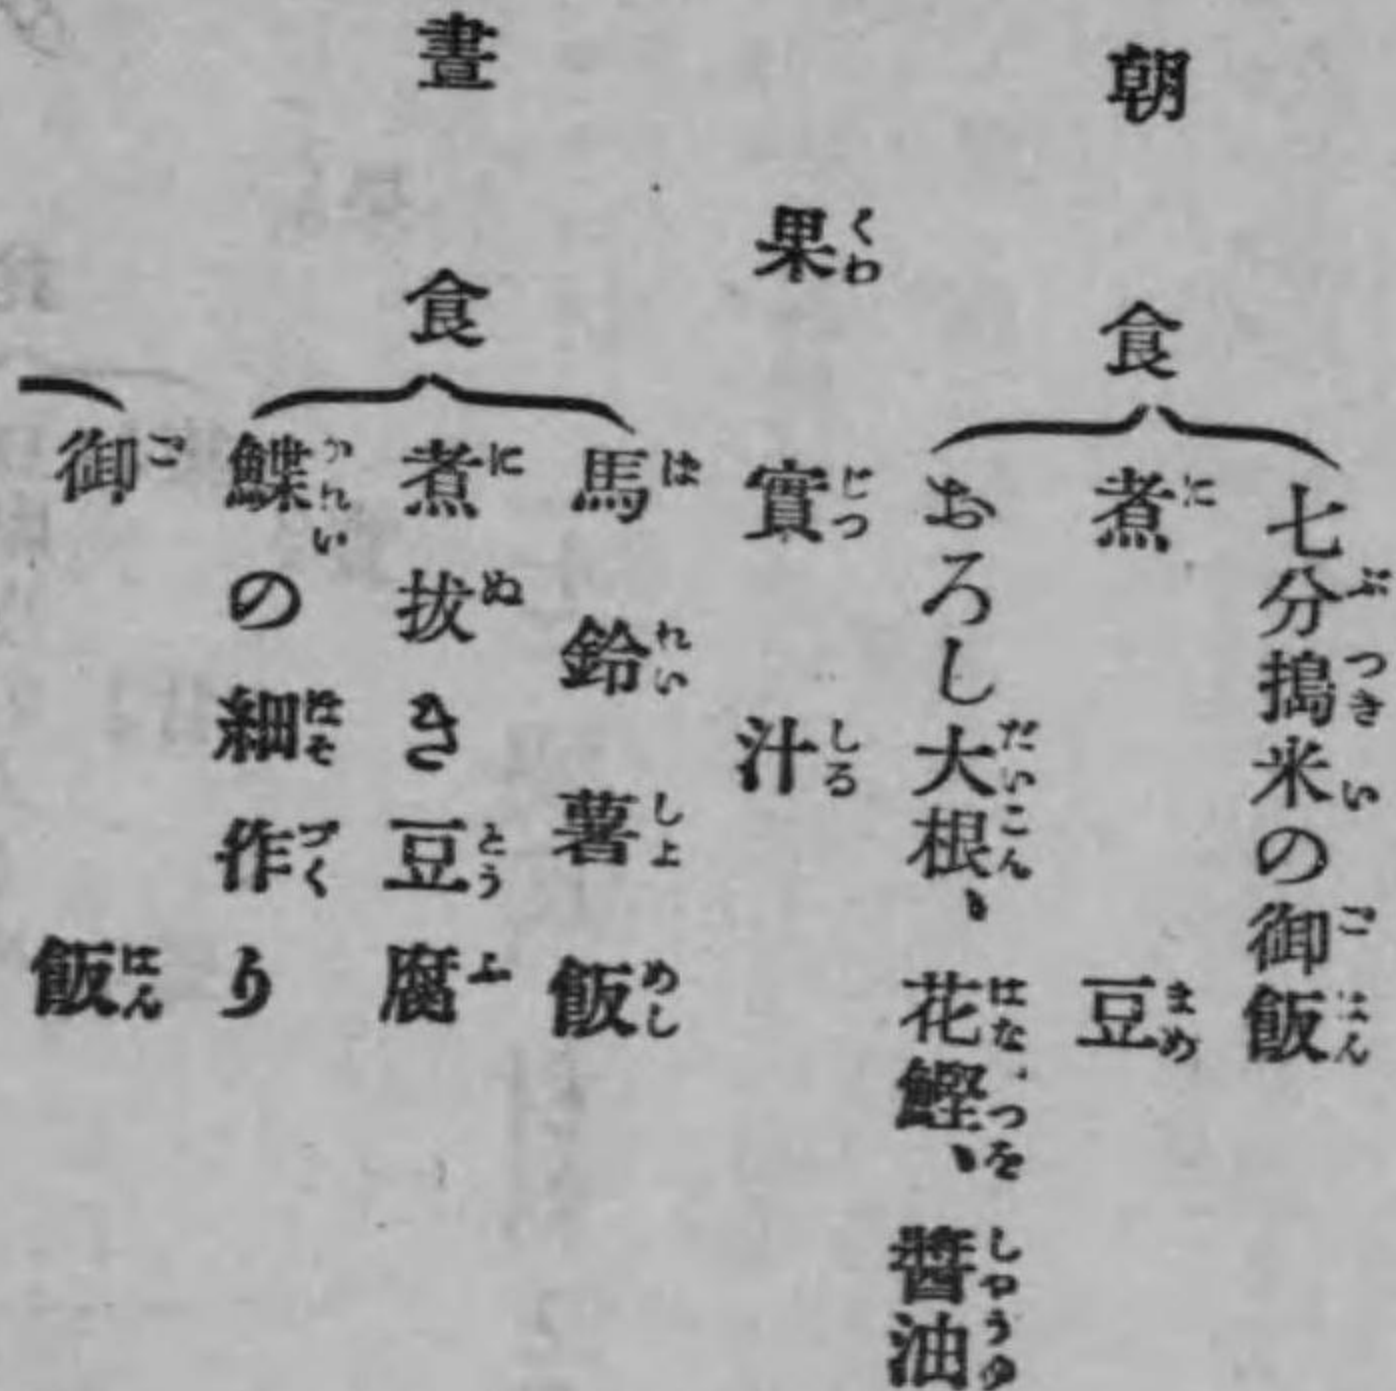 朝食
七分搗米の御飯
煮豆
おろし大根、花鰹、醬油
果實汁
晝食
馬鈴薯飯
煮拔き豆腐
鰈の細作り
御飯